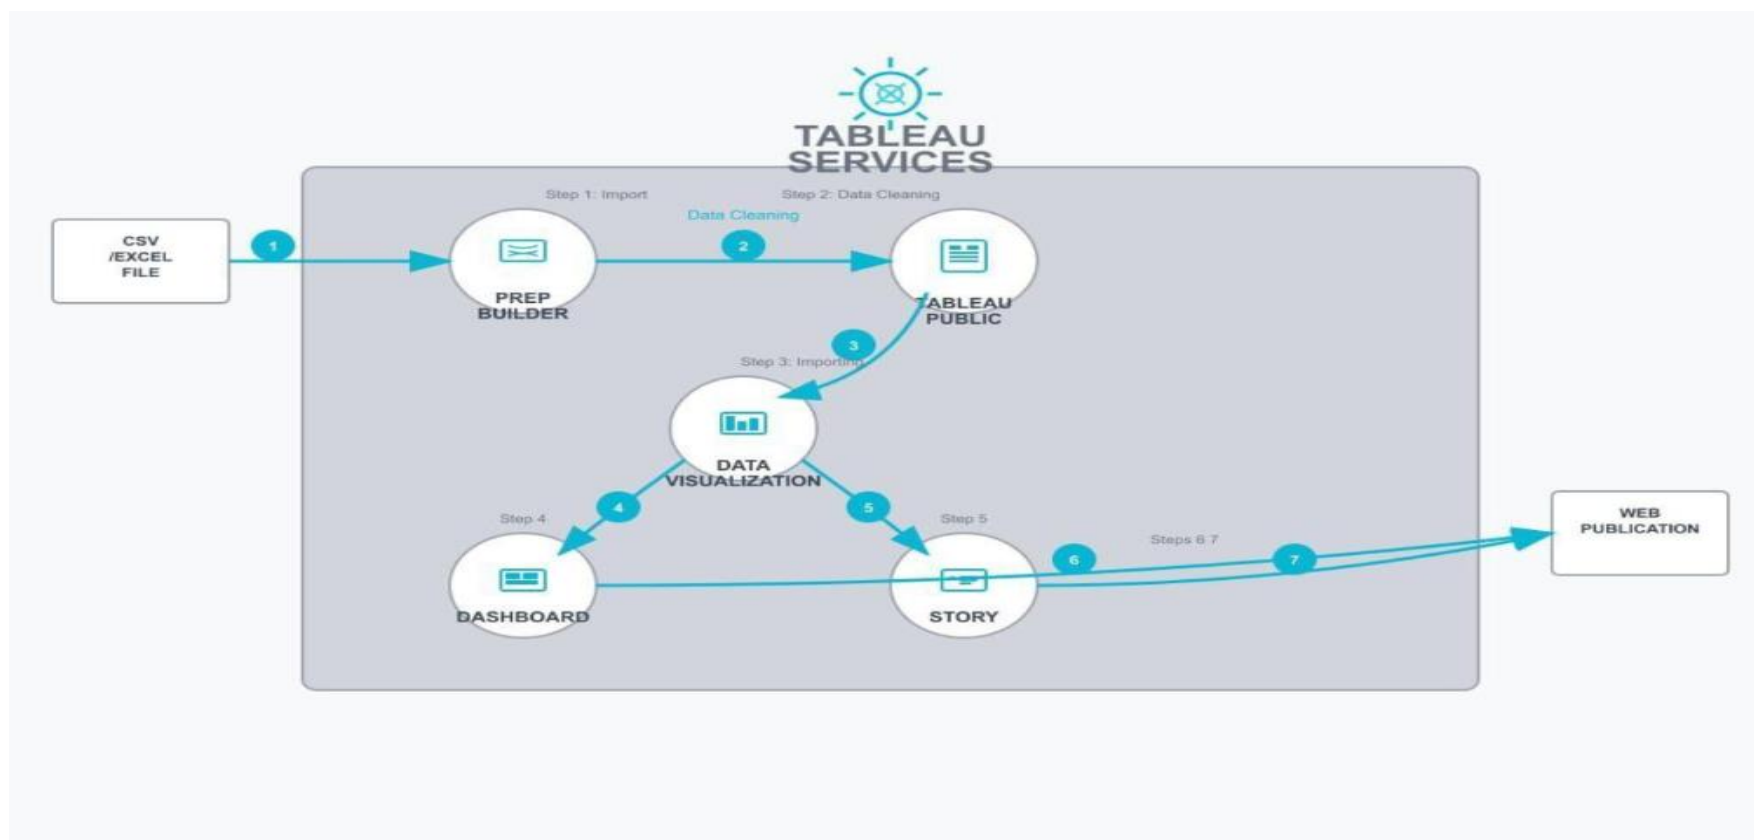 TABLEAU
SERVICES
Step 1: Import
Step 2: Data Cleaning
Data Cleaning
CSV
/EXCEL
FILE
1
2
PREP
BUILDER
TABLEAU
PUBLIC
3
Step 3: Importing
DATA
VISUALIZATION
4
5
Step 4
Step 5
Steps 6 7
WEB
PUBLICATION
6
7
DASHBOARD
STORY